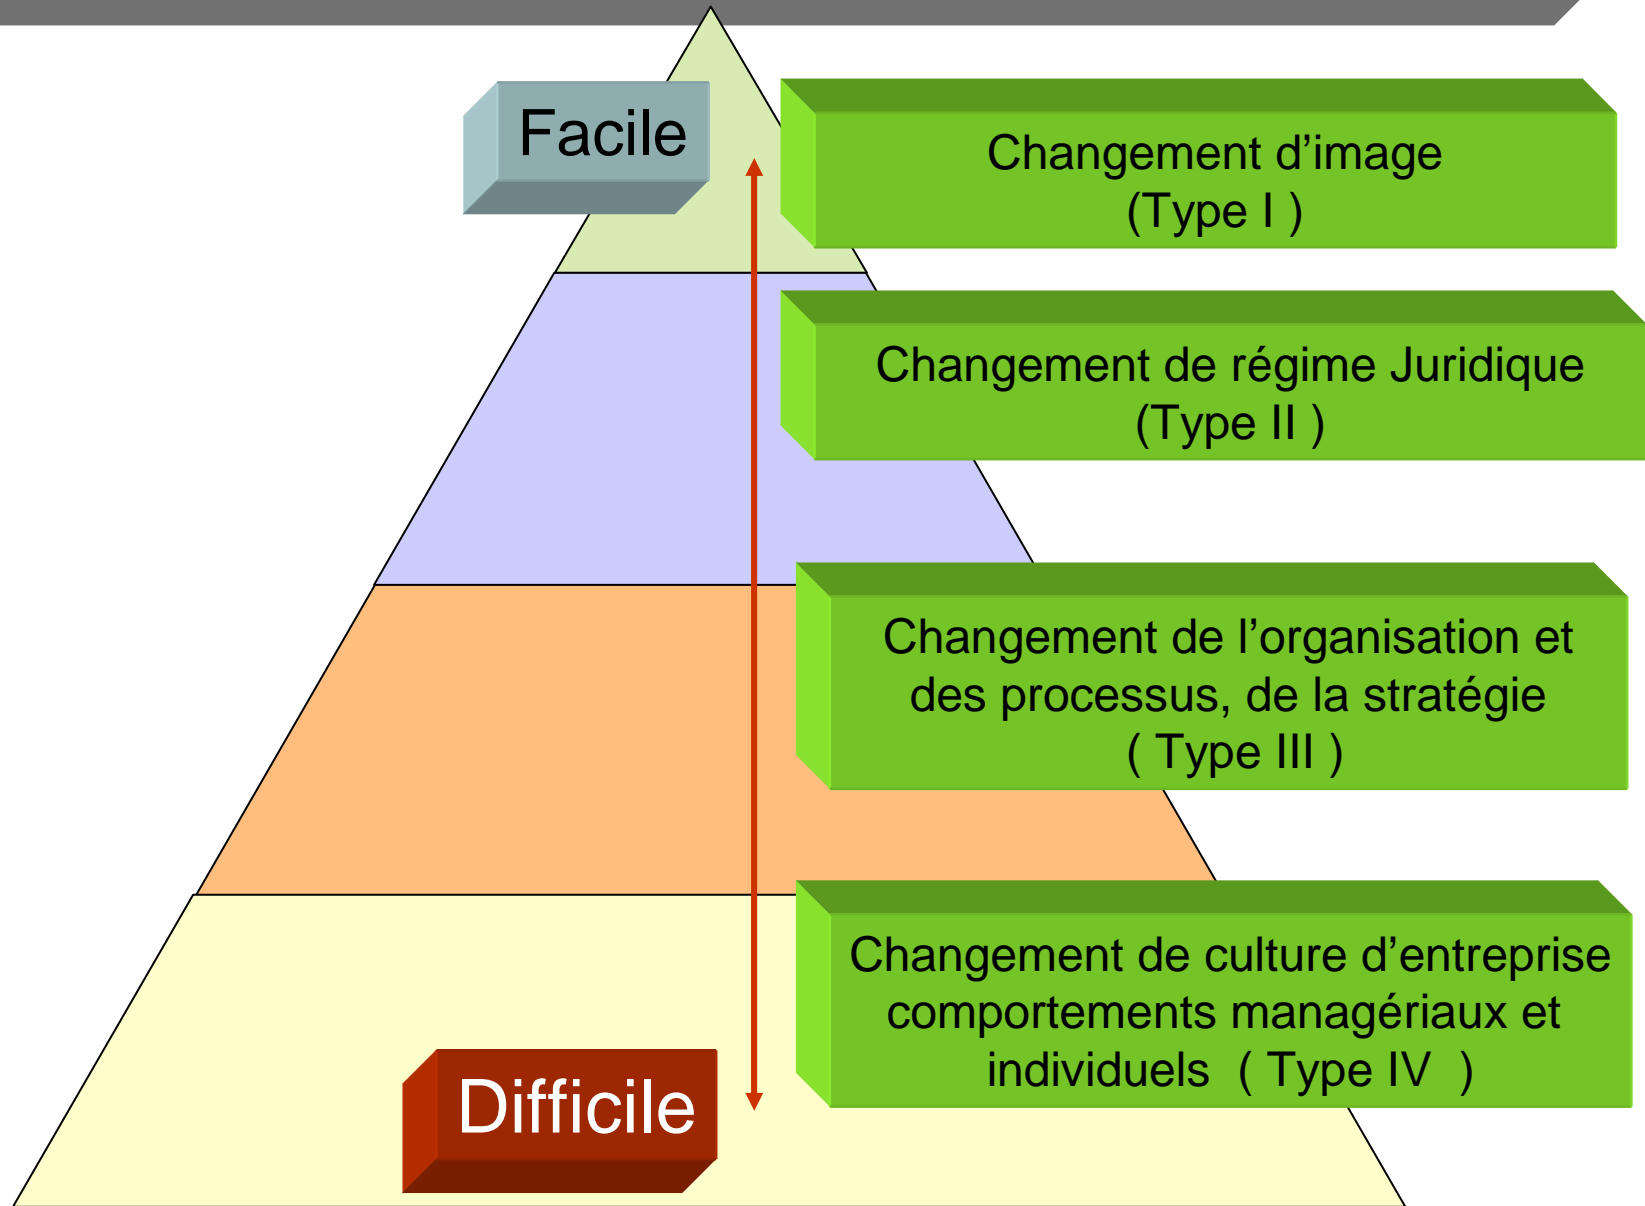 Facile
Changement d’image
(Type I )
Changement de régime Juridique
(Type II )
Changement de l’organisation et
des processus, de la stratégie
( Type III )
Changement de culture d’entreprise
comportements managériaux et
individuels  ( Type IV  )
Difficile